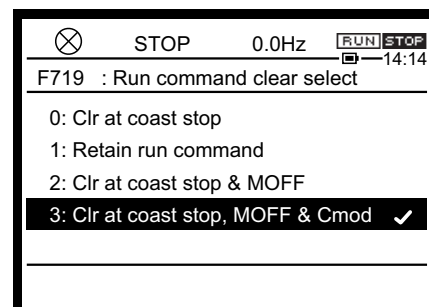 STOP 0.0Hz RUN STOP
14:14
F719 : Run command clear select
0: Clr at coast stop
1: Retain run command
2: Clr at coast stop & MOFF
3: Clr at coast stop, MOFF & Cmod ✓